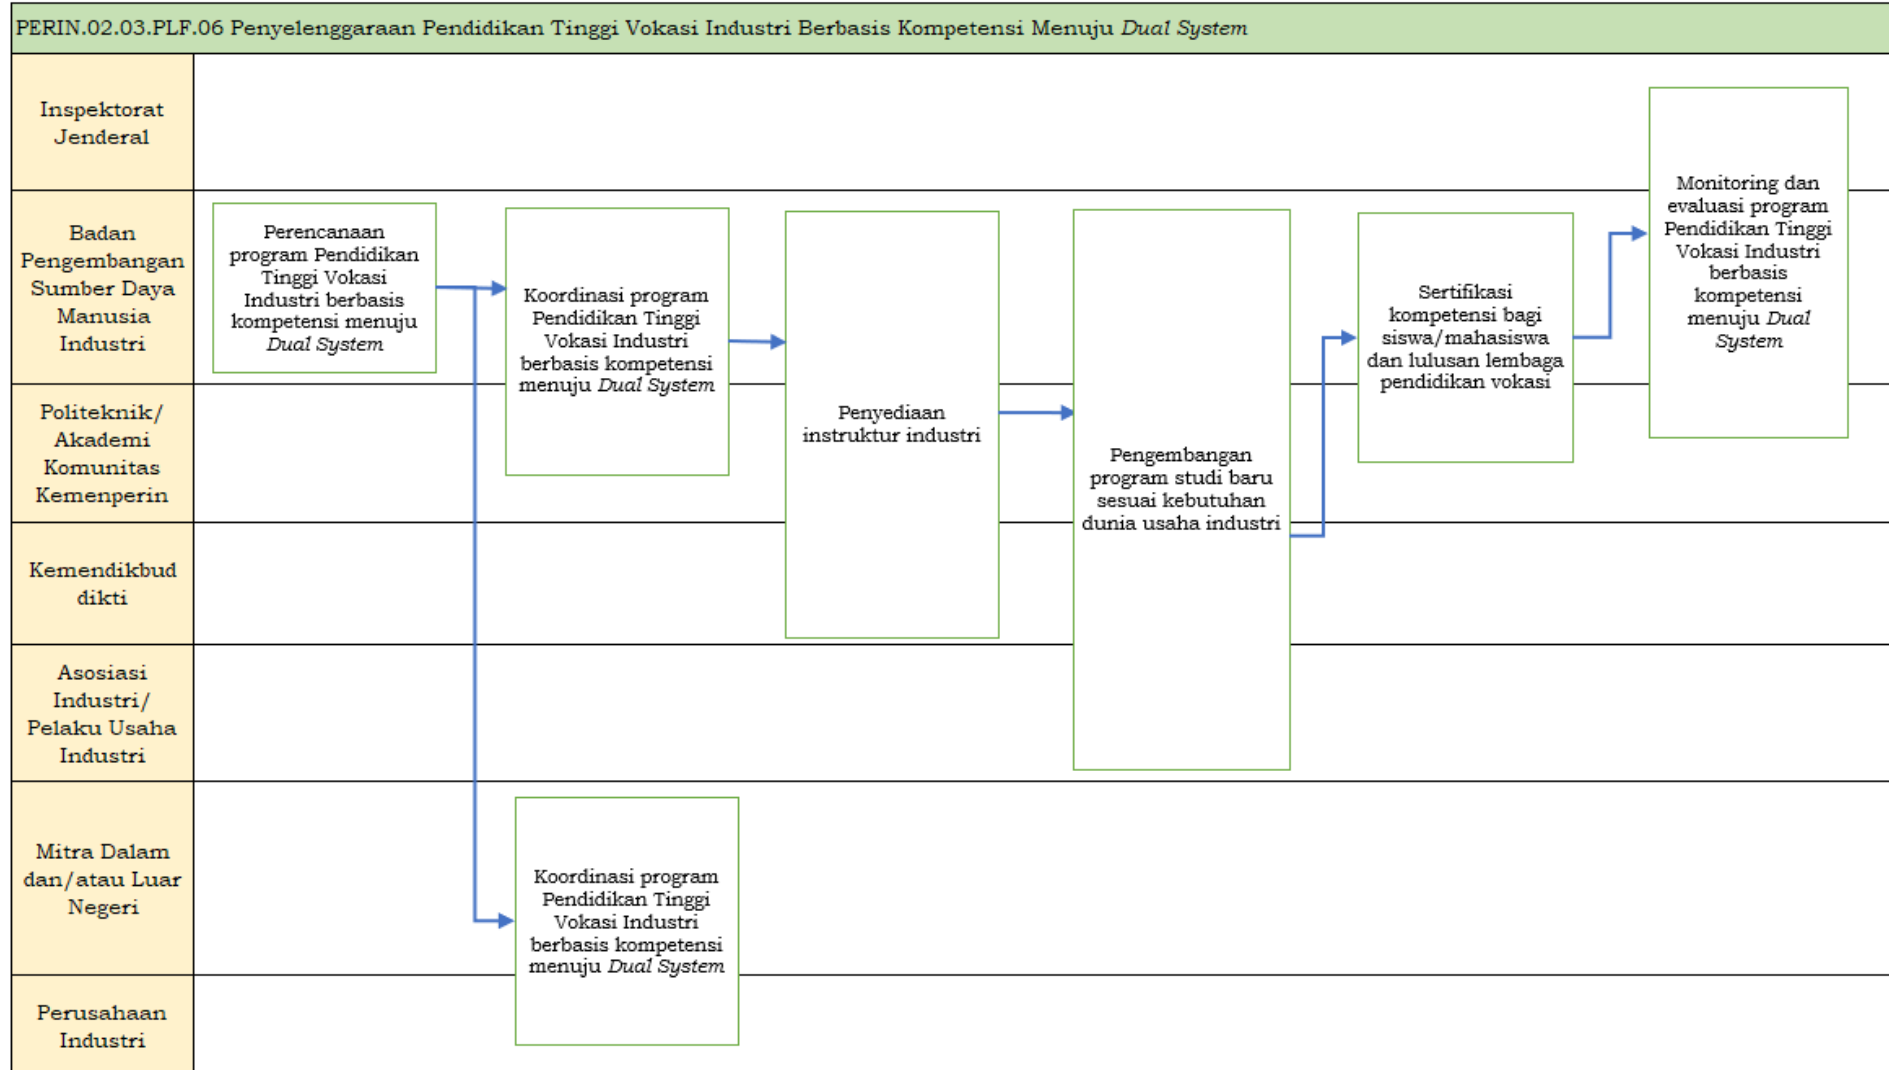 PERIN.02.03.PLF.06 Penyelenggaraan Pendidikan Tinggi Vokasi Industri Berbasis Kompetensi Menuju Dual System
Inspektorat
Jenderal
Badan
Pengembangan
Sumber Daya
Manusia
Industri
Politeknik/
Akademi
Komunitas
Kemenperin
Kemendikbud
dikti
Asosiasi
Industri/
Pelaku Usaha
Industri
Mitra Dalam
dan/atau Luar
Negeri
Perusahaan
Industri
Perencanaan
program Pendidikan
Tinggi Vokasi
Industri berbasis
kompetensi menuju
Dual System
Koordinasi program
Pendidikan Tinggi
Vokasi Industri
berbasis kompetensi
menuju Dual System
Penyediaan
instruktur industri
Pengembangan
program studi baru
sesuai kebutuhan
dunia usaha industri
Sertifikasi
kompetensi bagi
siswa/mahasiswa
dan lulusan lembaga
pendidikan vokasi
Monitoring dan
evaluasi program
Pendidikan Tinggi
Vokasi Industri
berbasis
kompetensi
menuju Dual
System
Koordinasi program
Pendidikan Tinggi
Vokasi Industri
berbasis kompetensi
menuju Dual System